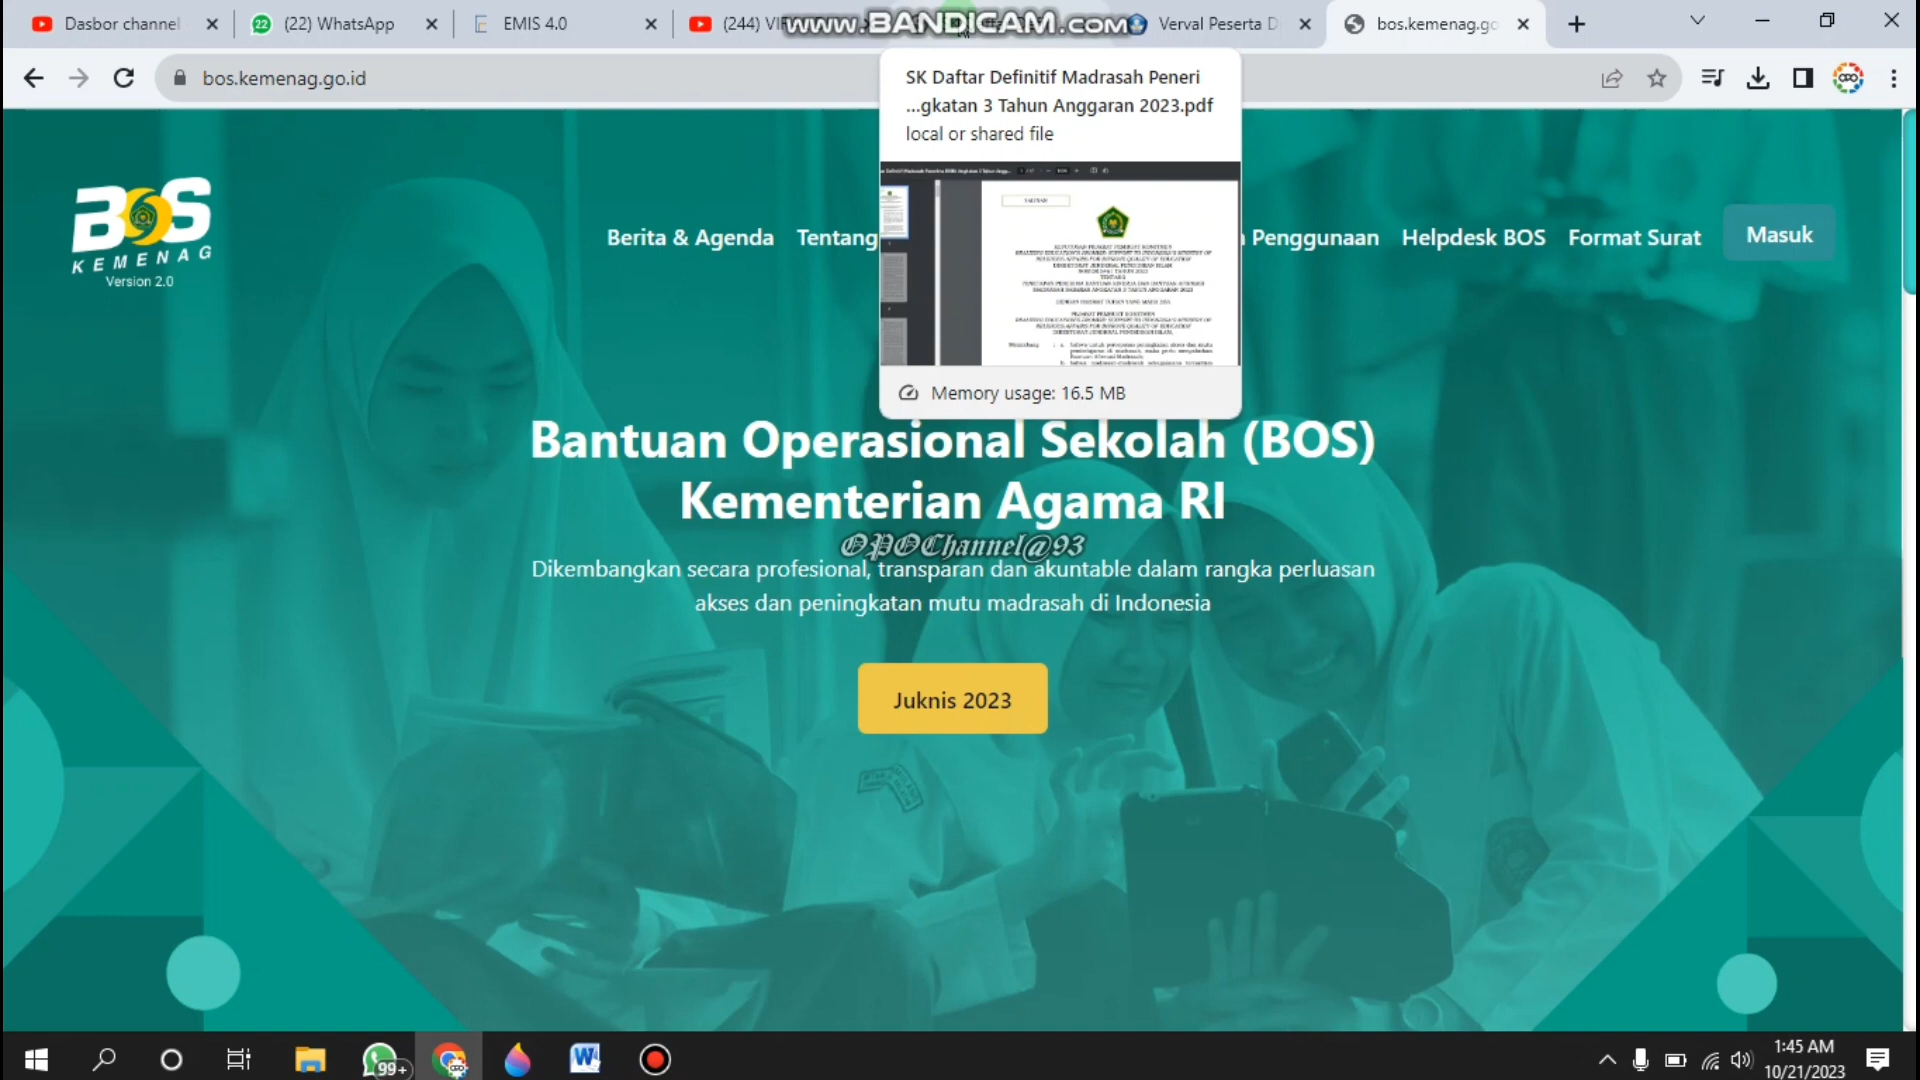 Dasbor channel
(22) WhatsApp
EMIS 4.0
(244) VI
www.BANDICAM.com
Verval Peserta D
bos.kemenag.go
bos.kemenag.go.id
SK Daftar Definitif Madrasah Peneri
...gkatan 3 Tahun Anggaran 2023.pdf
local or shared file
SALINAN
Memory usage: 16.5 MB
BOS
KEMENAG
Version 2.0
Berita & Agenda
Tentang
Penggunaan
Helpdesk BOS
Format Surat
Masuk
Bantuan Operasional Sekolah (BOS)
Kementerian Agama RI
OPOChannel@93
Dikembangkan secara profesional, transparan dan akuntable dalam rangka perluasan
akses dan peningkatan mutu madrasah di Indonesia
Juknis 2023
99+
1:45 AM
10/21/2023